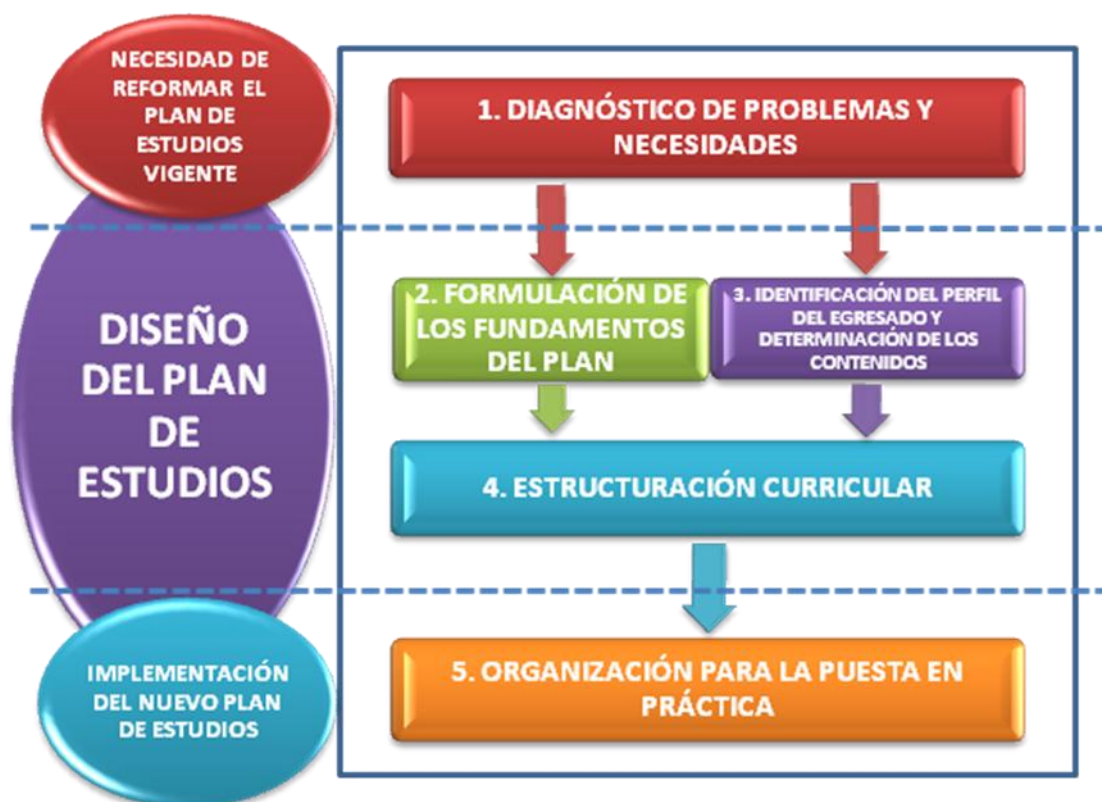 NECESIDAD DE
REFORMAR EL
PLAN DE
ESTUDIOS
VIGENTE
1. DIAGNÓSTICO DE PROBLEMAS Y
NECESIDADES
DISEÑO
DEL PLAN
DE
ESTUDIOS
2. FORMULACIÓN DE
LOS FUNDAMENTOS
DEL PLAN
3. IDENTIFICACIÓN DEL PERFIL
DEL EGRESADO Y
DETERMINACIÓN DE LOS
CONTENIDOS
4. ESTRUCTURACIÓN CURRICULAR
IMPLEMENTACIÓN
DEL NUEVO PLAN
DE ESTUDIOS
5. ORGANIZACIÓN PARA LA PUESTA EN
PRÁCTICA